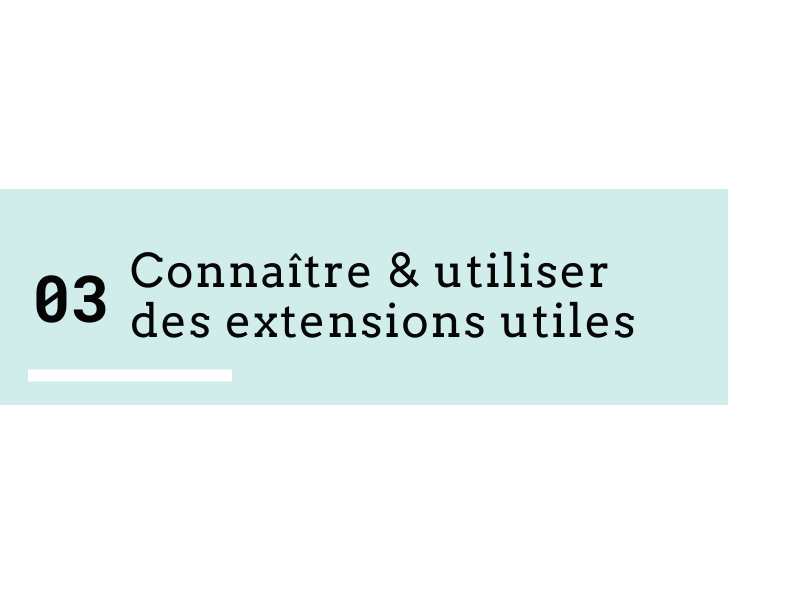 03
Connaître & utiliser
des extensions utiles